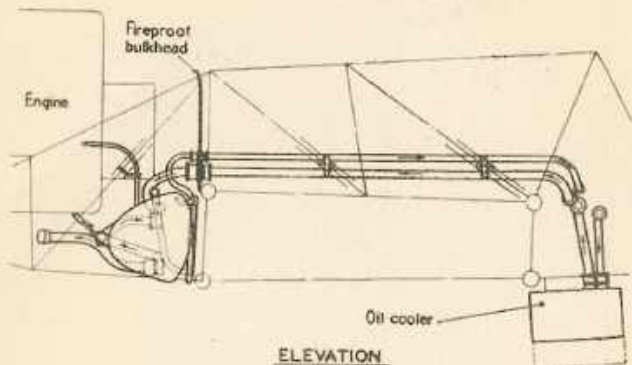 Fireproof
bulkhead
Engine
Oil cooler
ELEVATION